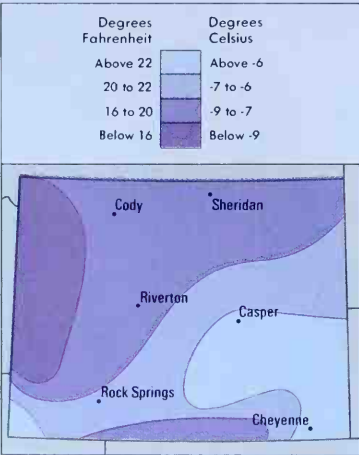 Degrees Degrees
Fahrenheit Celsius
Above 22 Above -6
20 to 22 -7 to -6
16 to 20 -9 to -7
Below 16 Below -9
Cody Sheridan
Riverton
Casper
Rock Springs
Cheyenne